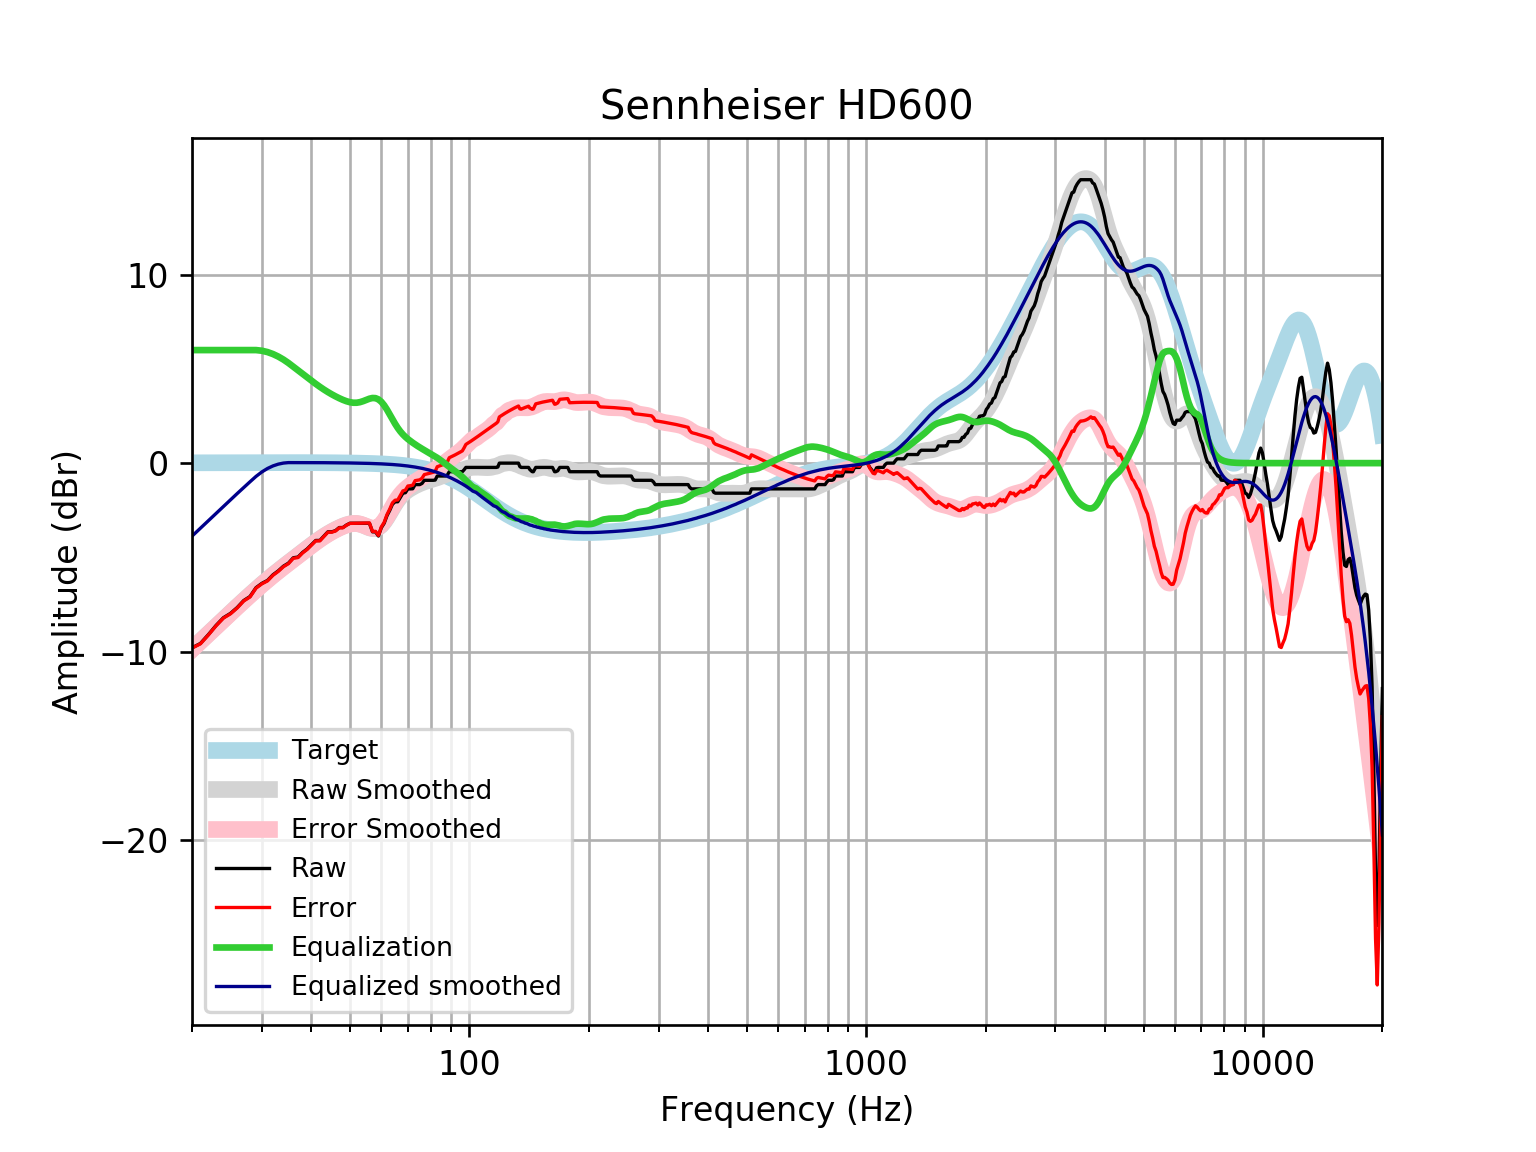 Sennheiser HD600
Amplitude (dBr)
10
0
−10
−20
Target
Raw Smoothed
Error Smoothed
Raw
Error
Equalization
Equalized smoothed
100
1000
10000
Frequency (Hz)